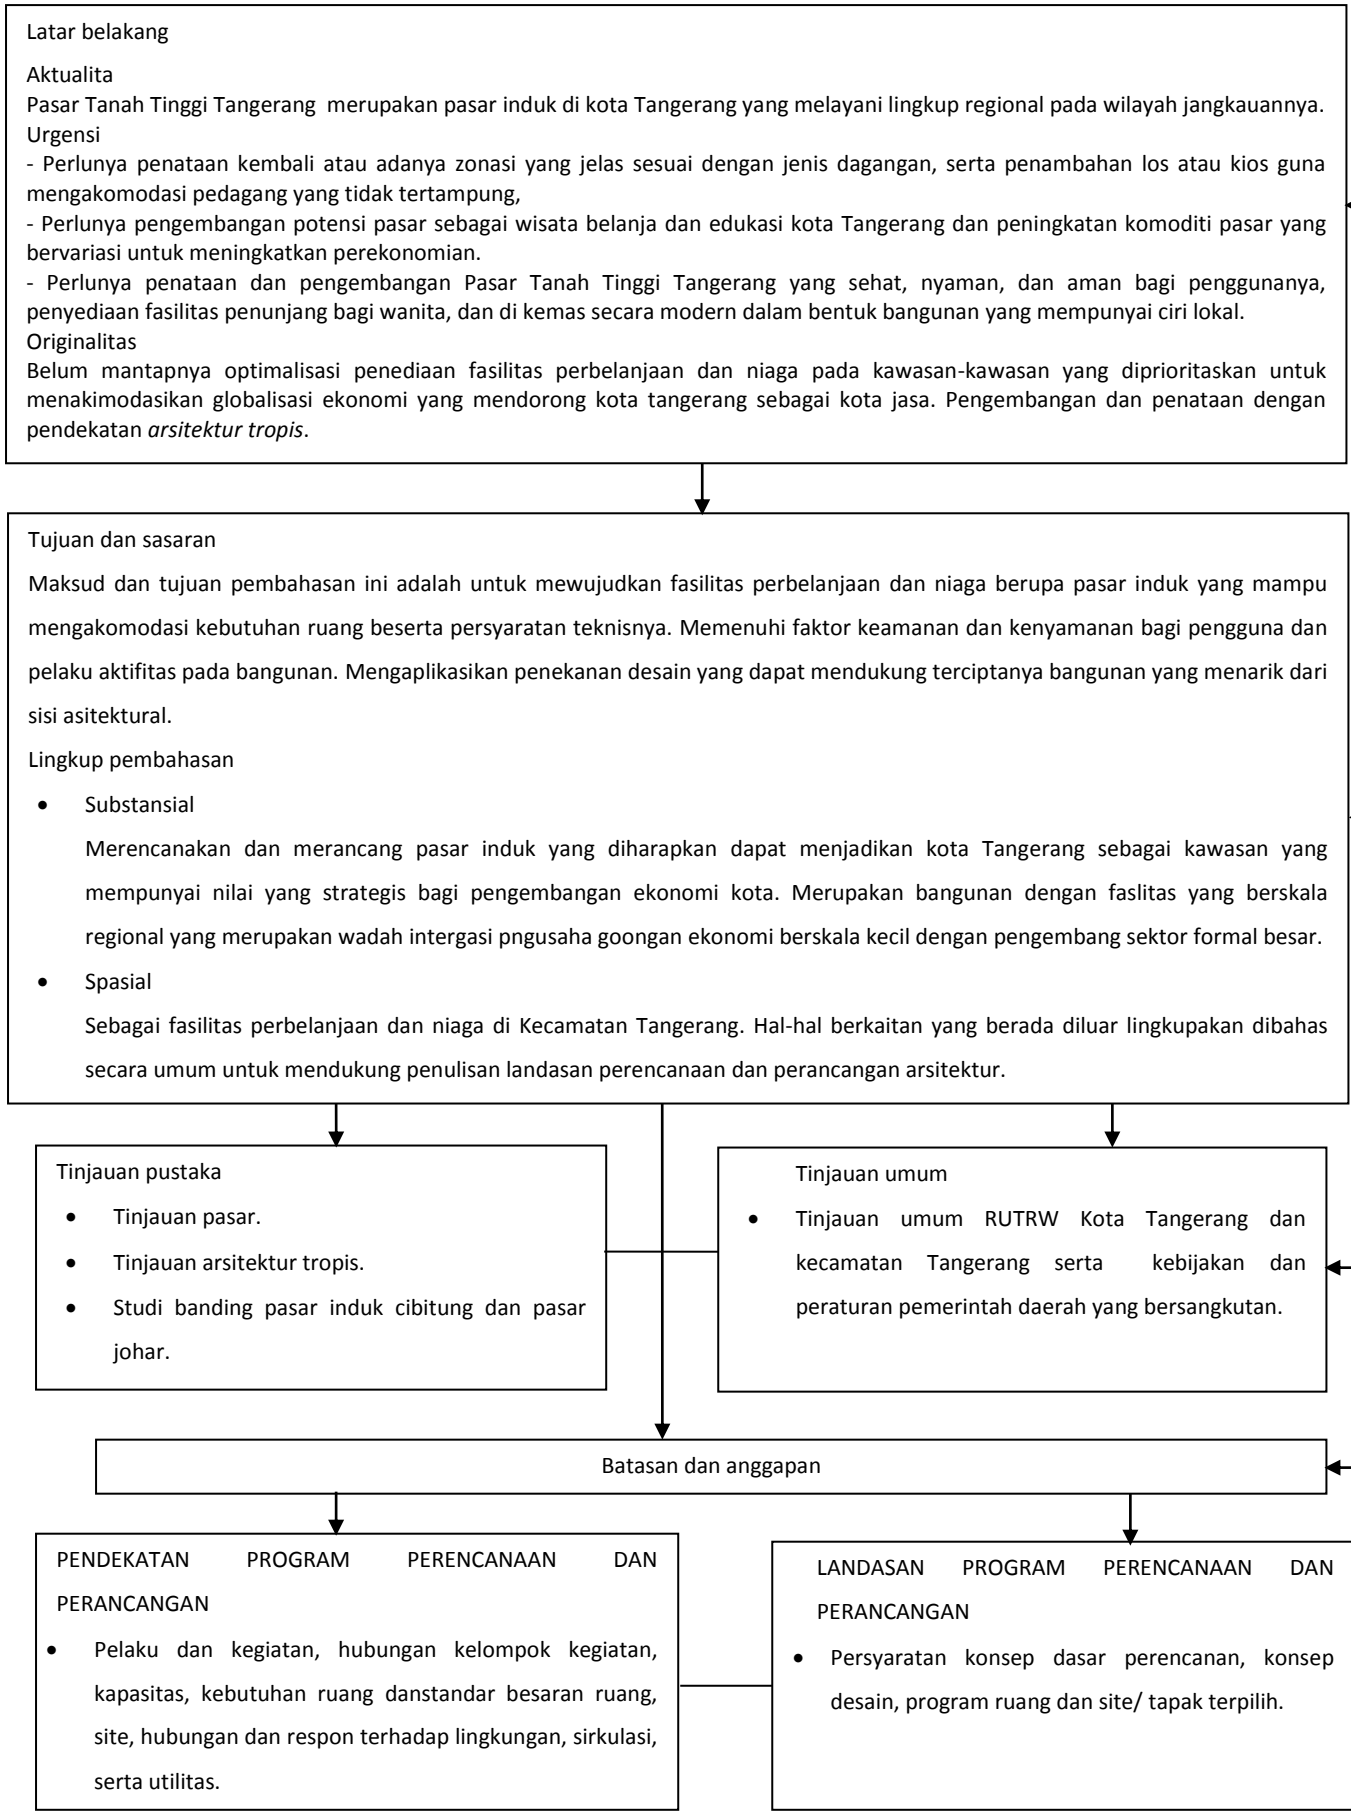 Latar belakang
Aktualita
Pasar Tanah Tinggi Tangerang merupakan pasar induk di kota Tangerang yang melayani lingkup regional pada wilayah jangkauannya.
Urgensi
- Perlunya penataan kembali atau adanya zonasi yang jelas sesuai dengan jenis dagangan, serta penambahan los atau kios guna
mengakomodasi pedagang yang tidak tertampung,
- Perlunya pengembangan potensi pasar sebagai wisata belanja dan edukasi kota Tangerang dan peningkatan komoditi pasar yang
bervariasi untuk meningkatkan perekonomian.
- Perlunya penataan dan pengembangan Pasar Tanah Tinggi Tangerang yang sehat, nyaman, dan aman bagi penggunanya,
penyediaan fasilitas penunjang bagi wanita, dan di kemas secara modern dalam bentuk bangunan yang mempunyai ciri lokal.
Originalitas
Belum mantapnya optimalisasi penediaan fasilitas perbelanjaan dan niaga pada kawasan-kawasan yang diprioritaskan untuk
menakimodasikan globalisasi ekonomi yang mendorong kota tangerang sebagai kota jasa. Pengembangan dan penataan dengan
pendekatan arsitektur tropis.
Tujuan dan sasaran
Maksud dan tujuan pembahasan ini adalah untuk mewujudkan fasilitas perbelanjaan dan niaga berupa pasar induk yang mampu
mengakomodasi kebutuhan ruang beserta persyaratan teknisnya. Memenuhi faktor keamanan dan kenyamanan bagi pengguna dan
pelaku aktifitas pada bangunan. Mengaplikasikan penekanan desain yang dapat mendukung terciptanya bangunan yang menarik dari
sisi asitektural.
Lingkup pembahasan
• Substansial
Merencanakan dan merancang pasar induk yang diharapkan dapat menjadikan kota Tangerang sebagai kawasan yang
mempunyai nilai yang strategis bagi pengembangan ekonomi kota. Merupakan bangunan dengan faslitas yang berskala
regional yang merupakan wadah intergasi pngusaha goongan ekonomi berskala kecil dengan pengembang sektor formal besar.
• Spasial
Sebagai fasilitas perbelanjaan dan niaga di Kecamatan Tangerang. Hal-hal berkaitan yang berada diluar lingkupakan dibahas
secara umum untuk mendukung penulisan landasan perencanaan dan perancangan arsitektur.
Tinjauan pustaka
• Tinjauan pasar.
• Tinjauan arsitektur tropis.
• Studi banding pasar induk cibitung dan pasar
johar.
Tinjauan umum
• Tinjauan umum RUTRW Kota Tangerang dan
kecamatan Tangerang serta kebijakan dan
peraturan pemerintah daerah yang bersangkutan.
Batasan dan anggapan
PENDEKATAN PROGRAM PERENCANAAN DAN
PERANCANGAN
• Pelaku dan kegiatan, hubungan kelompok kegiatan,
kapasitas, kebutuhan ruang danstandar besaran ruang,
site, hubungan dan respon terhadap lingkungan, sirkulasi,
serta utilitas.
LANDASAN PROGRAM PERENCANAAN DAN
PERANCANGAN
• Persyaratan konsep dasar perencanan, konsep
desain, program ruang dan site/ tapak terpilih.